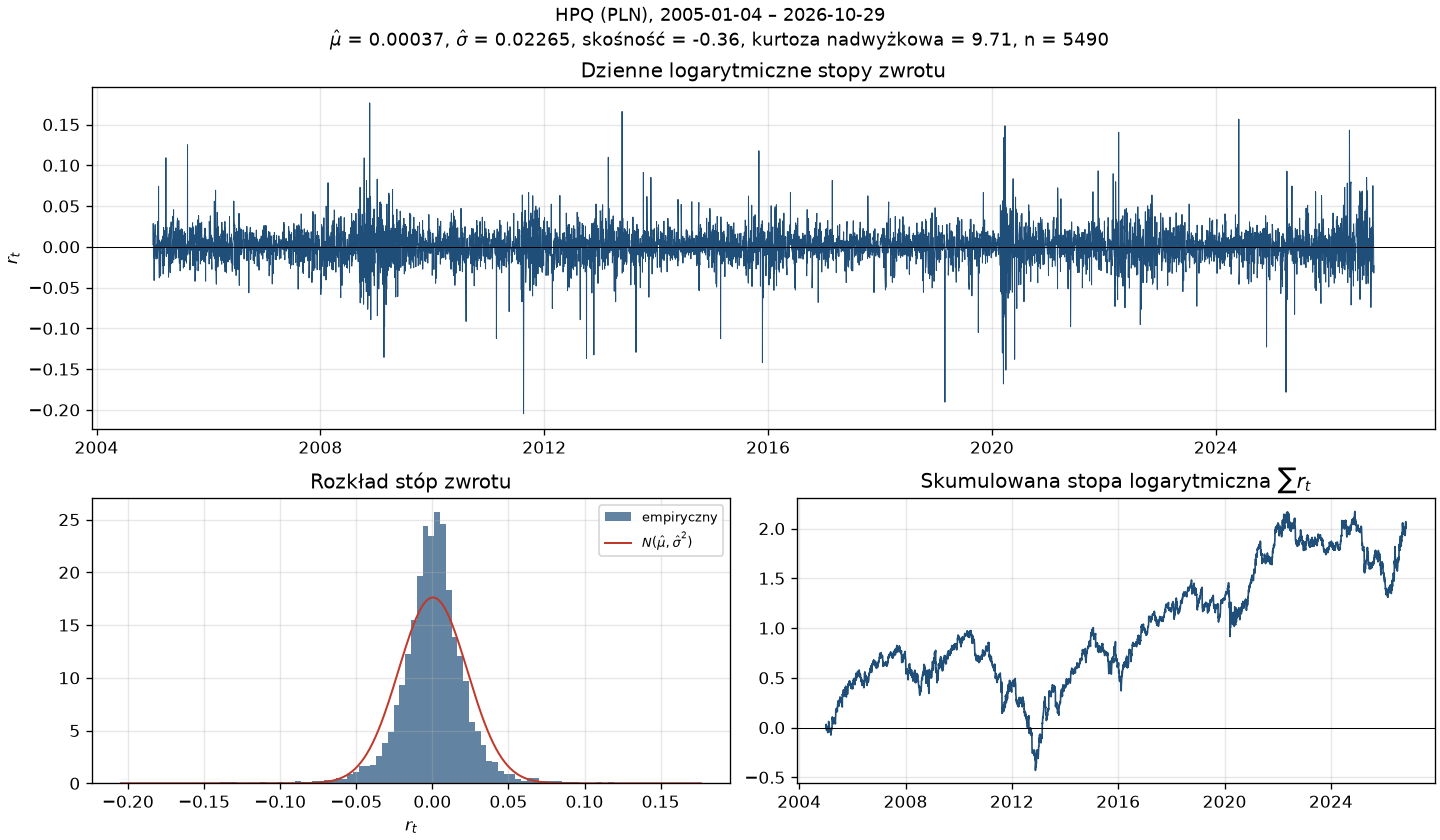 HPQ (PLN), 2005-01-04 – 2026-10-29
μ̂ = 0.00037, σ̂ = 0.02265, skośność = -0.36, kurtoza nadwyżkowa = 9.71, n = 5490
Dzienne logarytmiczne stopy zwrotu
r_t
0.15
0.10
0.05
0.00
−0.05
−0.10
−0.15
−0.20
2004 2008 2012 2016 2020 2024
Rozkład stóp zwrotu
empiryczny
N(μ̂, σ̂²)
25
20
15
10
5
0
−0.20 −0.15 −0.10 −0.05 0.00 0.05 0.10 0.15
r_t
Skumulowana stopa logarytmiczna ∑r_t
2.0
1.5
1.0
0.5
0.0
−0.5
2004 2008 2012 2016 2020 2024